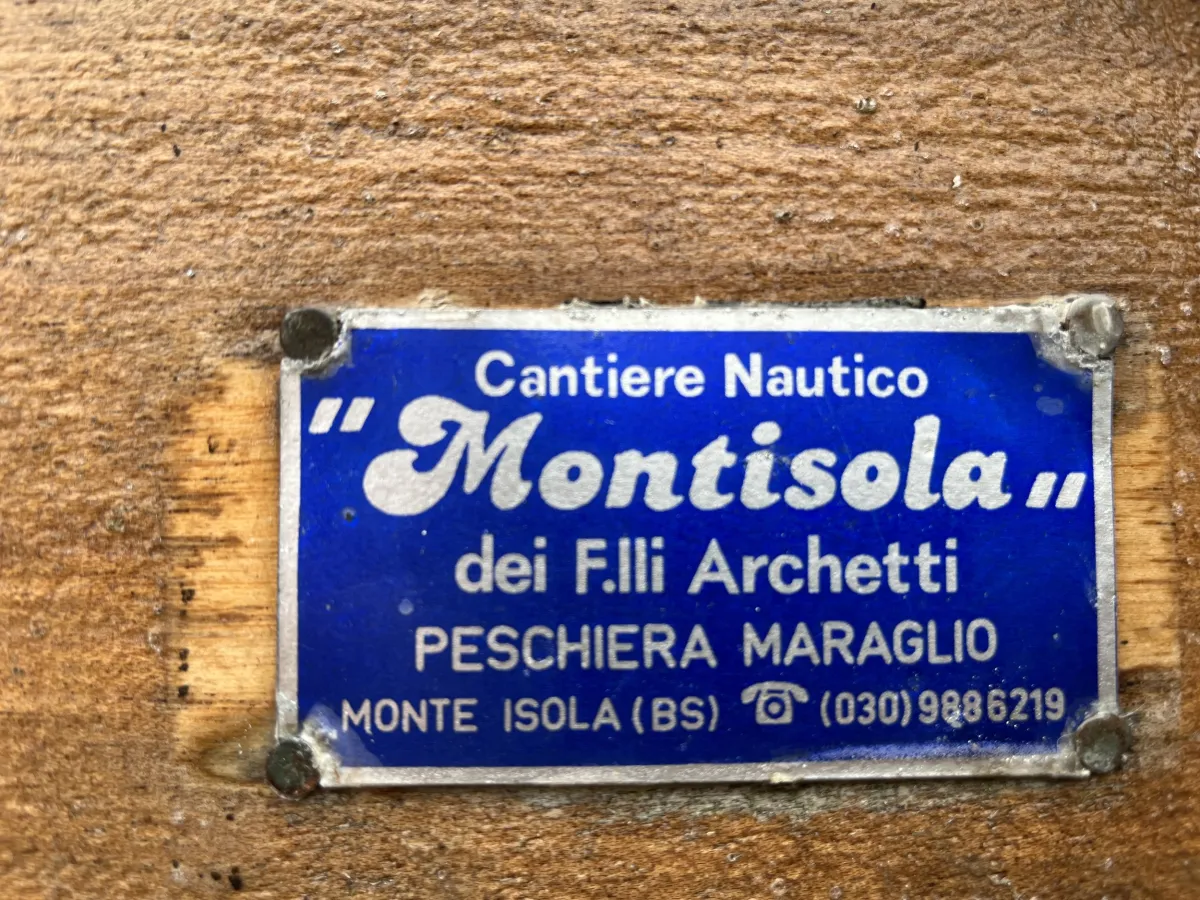 Cantiere Nautico
"Montisola"
dei F.lli Archetti
PESCHIERA MARAGLIO
MONTE ISOLA (BS) ☎ (030) 9886219